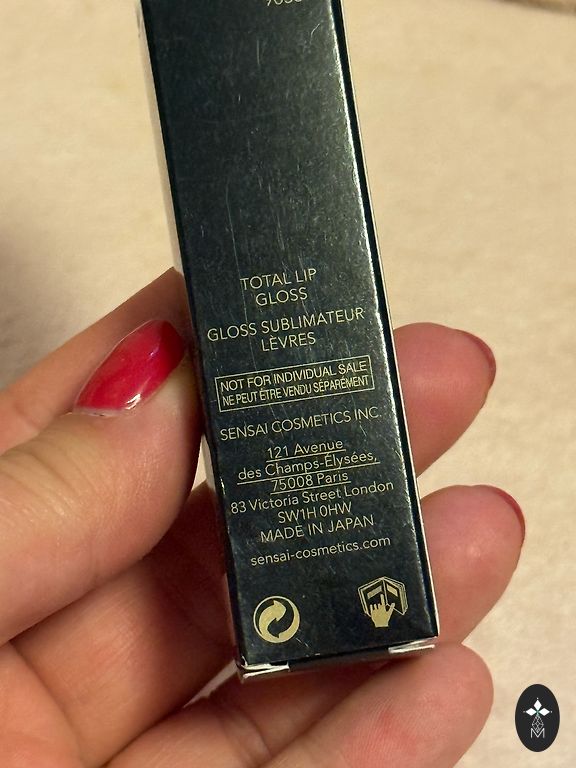 TOTAL LIP
GLOSS
GLOSS SUBLIMATEUR
LÈVRES
NOT FOR INDIVIDUAL SALE
NE PEUT ÊTRE VENDU SÉPARÉMENT
SENSAI COSMETICS INC.
121 Avenue
des Champs-Élysées,
75008 Paris
83 Victoria Street London
SW1H 0HW
MADE IN JAPAN
sensai-cosmetics.com
M